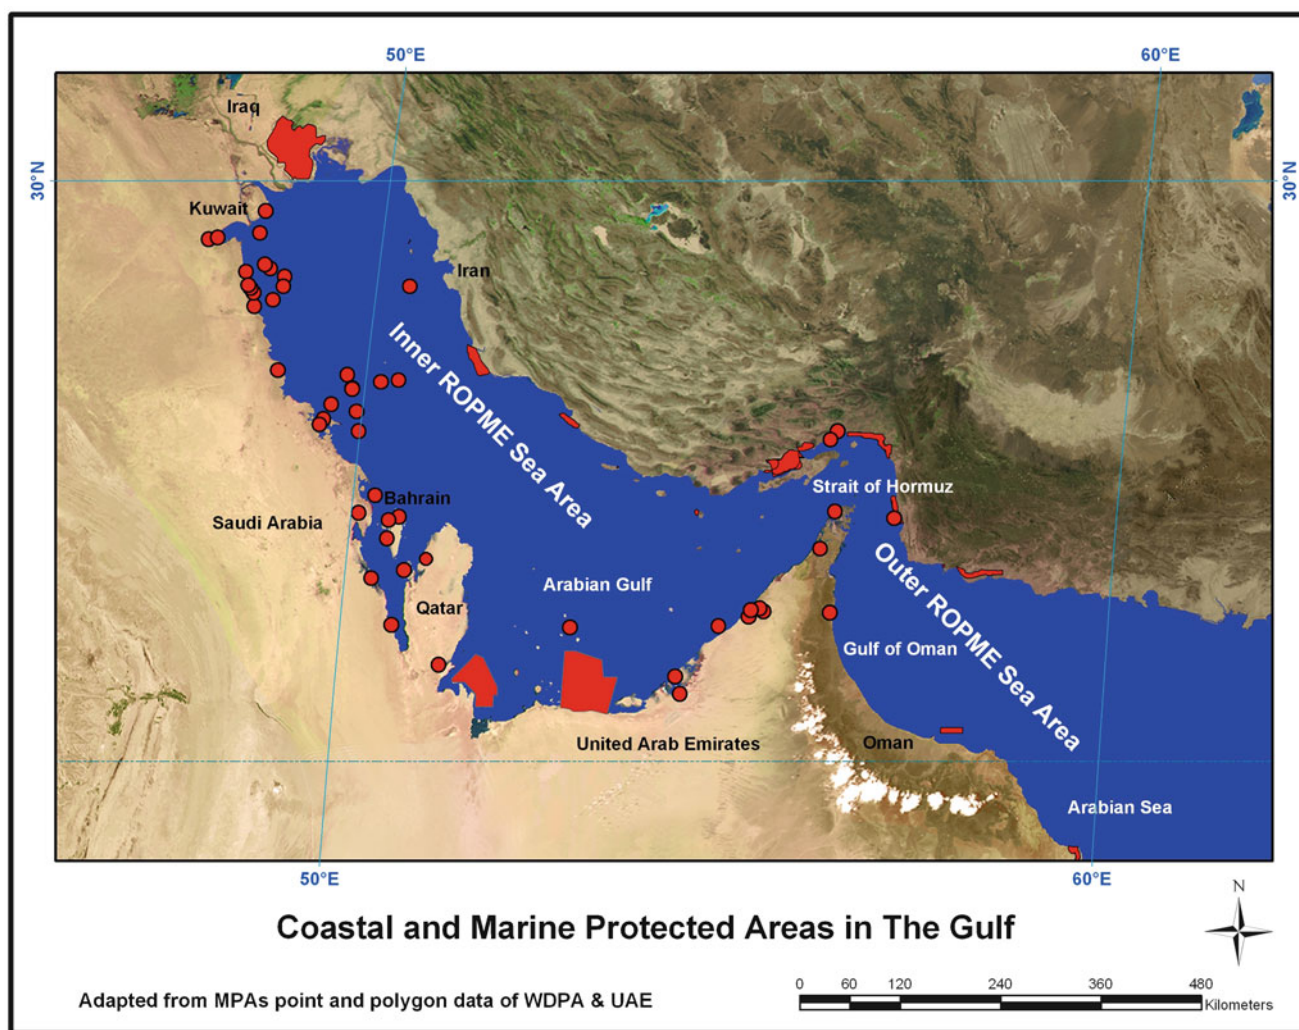 50°E
60°E
Iraq
30°N
30°N
Kuwait
Iran
Inner ROPME Sea Area
Strait of Hormuz
Bahrain
Saudi Arabia
Outer ROPME Sea Area
Arabian Gulf
Qatar
Gulf of Oman
United Arab Emirates
Oman
Arabian Sea
50°E
60°E
N
Coastal and Marine Protected Areas in The Gulf
0 60 120 240 360 480
Kilometers
Adapted from MPAs point and polygon data of WDPA & UAE